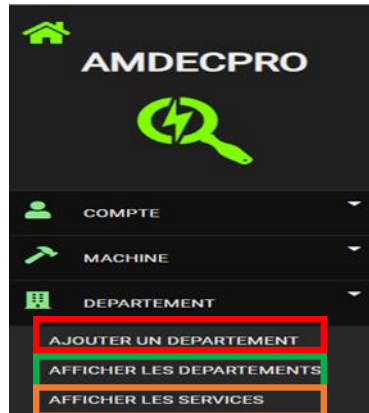 AMDECPRO
COMPTE
MACHINE
DEPARTEMENT
AJOUTER UN DEPARTEMENT
AFFICHER LES DEPARTEMENTS
AFFICHER LES SERVICES